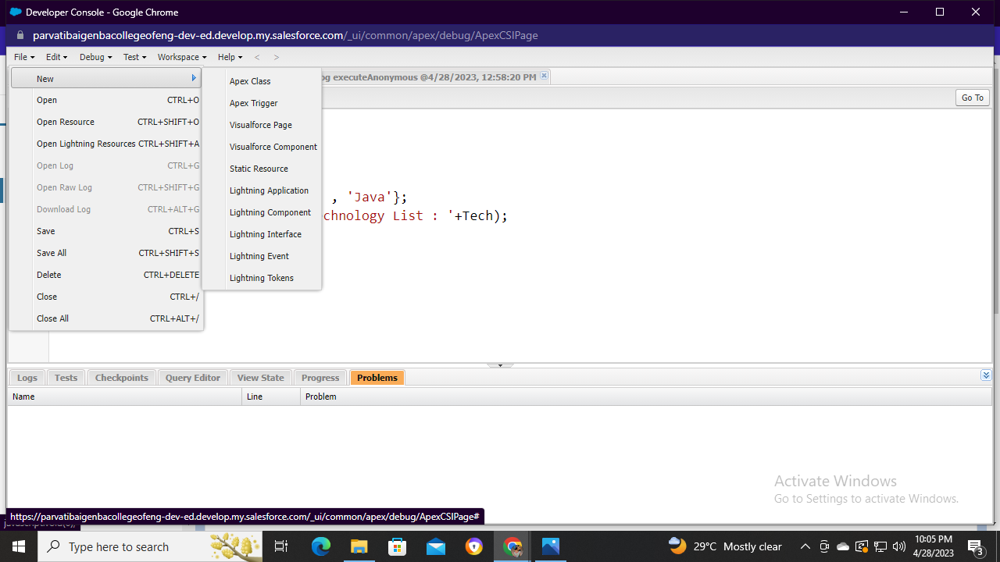 Developer Console - Google Chrome
parvatibaigenbacollegeofeng-dev-ed.develop.my.salesforce.com/_ui/common/apex/debug/ApexCSIPage
File Edit Debug Test Workspace Help < >
New
Open CTRL+O
Open Resource CTRL+SHIFT+O
Open Lightning Resources CTRL+SHIFT+A
Open Log CTRL+G
Open Raw Log CTRL+SHIFT+G
Download Log CTRL+ALT+G
Save CTRL+S
Save All CTRL+SHIFT+S
Delete CTRL+DELETE
Close CTRL+/
Close All CTRL+ALT+/
Apex Class
Apex Trigger
Visualforce Page
Visualforce Component
Static Resource
Lightning Application
Lightning Component
Lightning Interface
Lightning Event
Lightning Tokens
og executeAnonymous @4/28/2023, 12:58:20 PM
Go To
, 'Java'};
chnology List : '+Tech);
Logs Tests Checkpoints Query Editor View State Progress Problems
Name Line Problem
Activate Windows
Go to Settings to activate Windows.
https://parvatibaigenbacollegeofeng-dev-ed.develop.my.salesforce.com/_ui/common/apex/debug/ApexCSIPage#
Type here to search
29°C Mostly clear
10:05 PM
4/28/2023
3